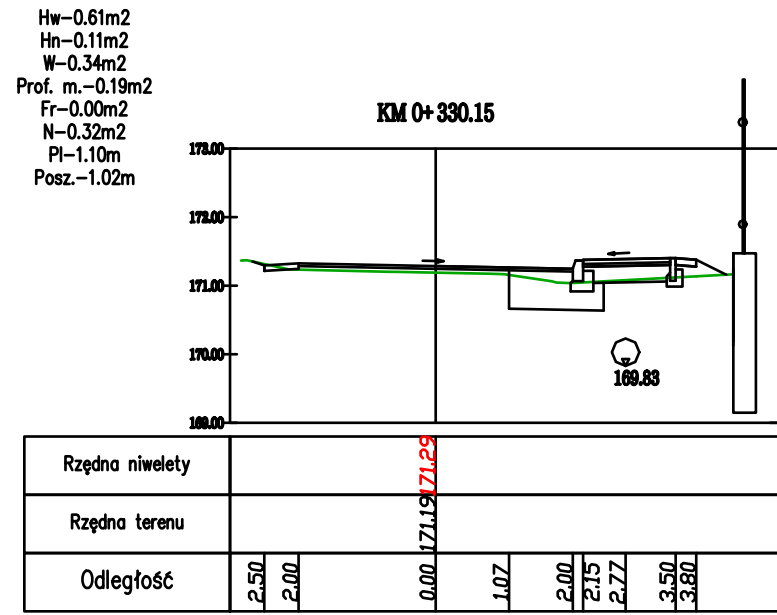 Hw-0.61m2
Hn-0.11m2
W-0.34m2
Prof. m.-0.19m2
Fr-0.00m2
N-0.32m2
Pl-1.10m
Posz.-1.02m
KM 0+330.15
173.00
172.00
171.00
170.00
169.00
169.83
Rzędna niwelety
171.29
Rzędna terenu
171.19
Odległość
2.50 2.00 0.00 1.07 2.00 2.15 2.77 3.50 3.80